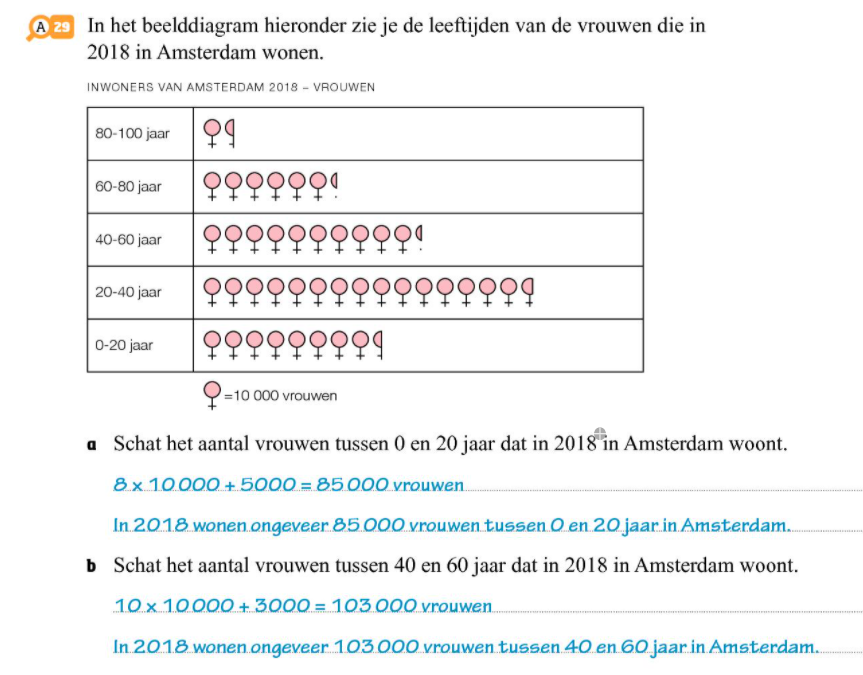 A 29 In het beelddiagram hieronder zie je de leeftijden van de vrouwen die in
2018 in Amsterdam wonen.
INWONERS VAN AMSTERDAM 2018 – VROUWEN
80-100 jaar
60-80 jaar
40-60 jaar
20-40 jaar
0-20 jaar
=10 000 vrouwen
a Schat het aantal vrouwen tussen 0 en 20 jaar dat in 2018 in Amsterdam woont.
8 x 10 000 + 5000 = 85 000 vrouwen
In 2018 wonen ongeveer 85 000 vrouwen tussen 0 en 20 jaar in Amsterdam.
b Schat het aantal vrouwen tussen 40 en 60 jaar dat in 2018 in Amsterdam woont.
10 x 10 000 + 3000 = 103 000 vrouwen
In 2018 wonen ongeveer 103 000 vrouwen tussen 40 en 60 jaar in Amsterdam.